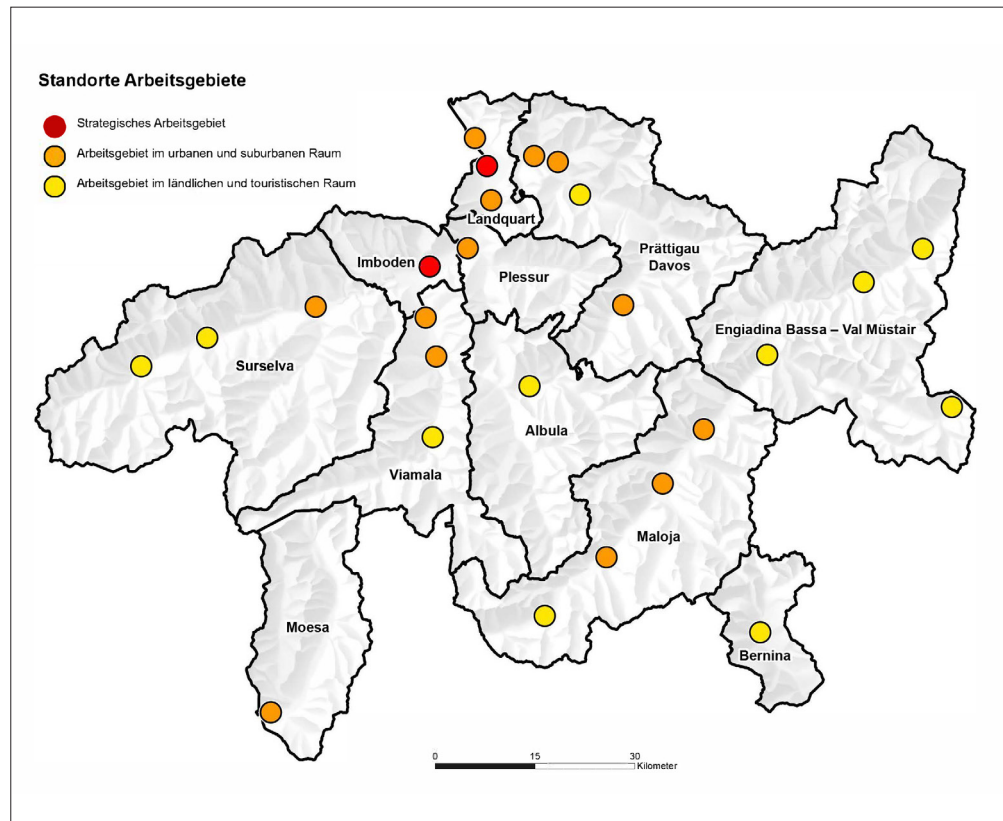 Standorte Arbeitsgebiete
Strategisches Arbeitsgebiet
Arbeitsgebiet im urbanen und suburbanen Raum
Arbeitsgebiet im ländlichen und touristischen Raum
Landquart
Imboden
Plessur
Prättigau
Davos
Engiadina Bassa – Val Müstair
Surselva
Albula
Viamala
Maloja
Moesa
Bernina
0 15 30
Kilometer